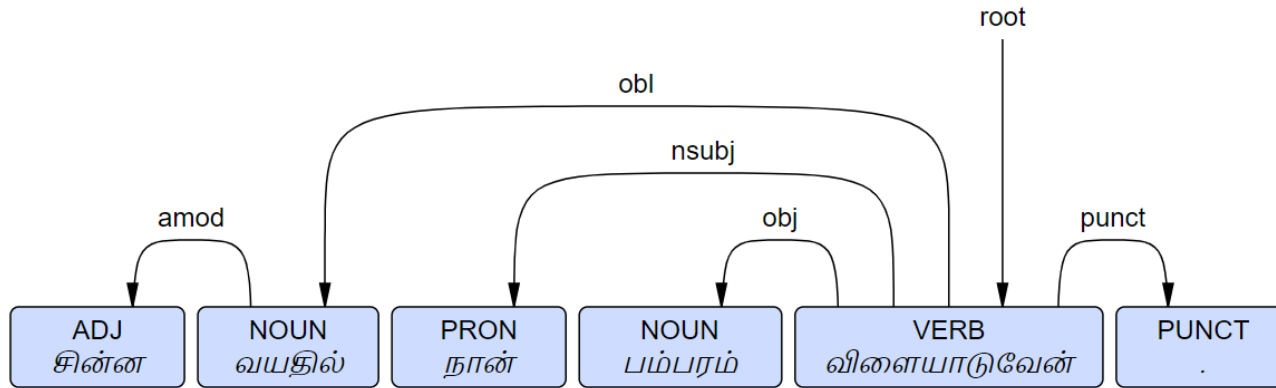 root
obl
nsubj
amod obj punct
ADJ NOUN PRON NOUN VERB PUNCT
சின்ன வயதில் நான் பம்பரம் விளையாடுவேன் .